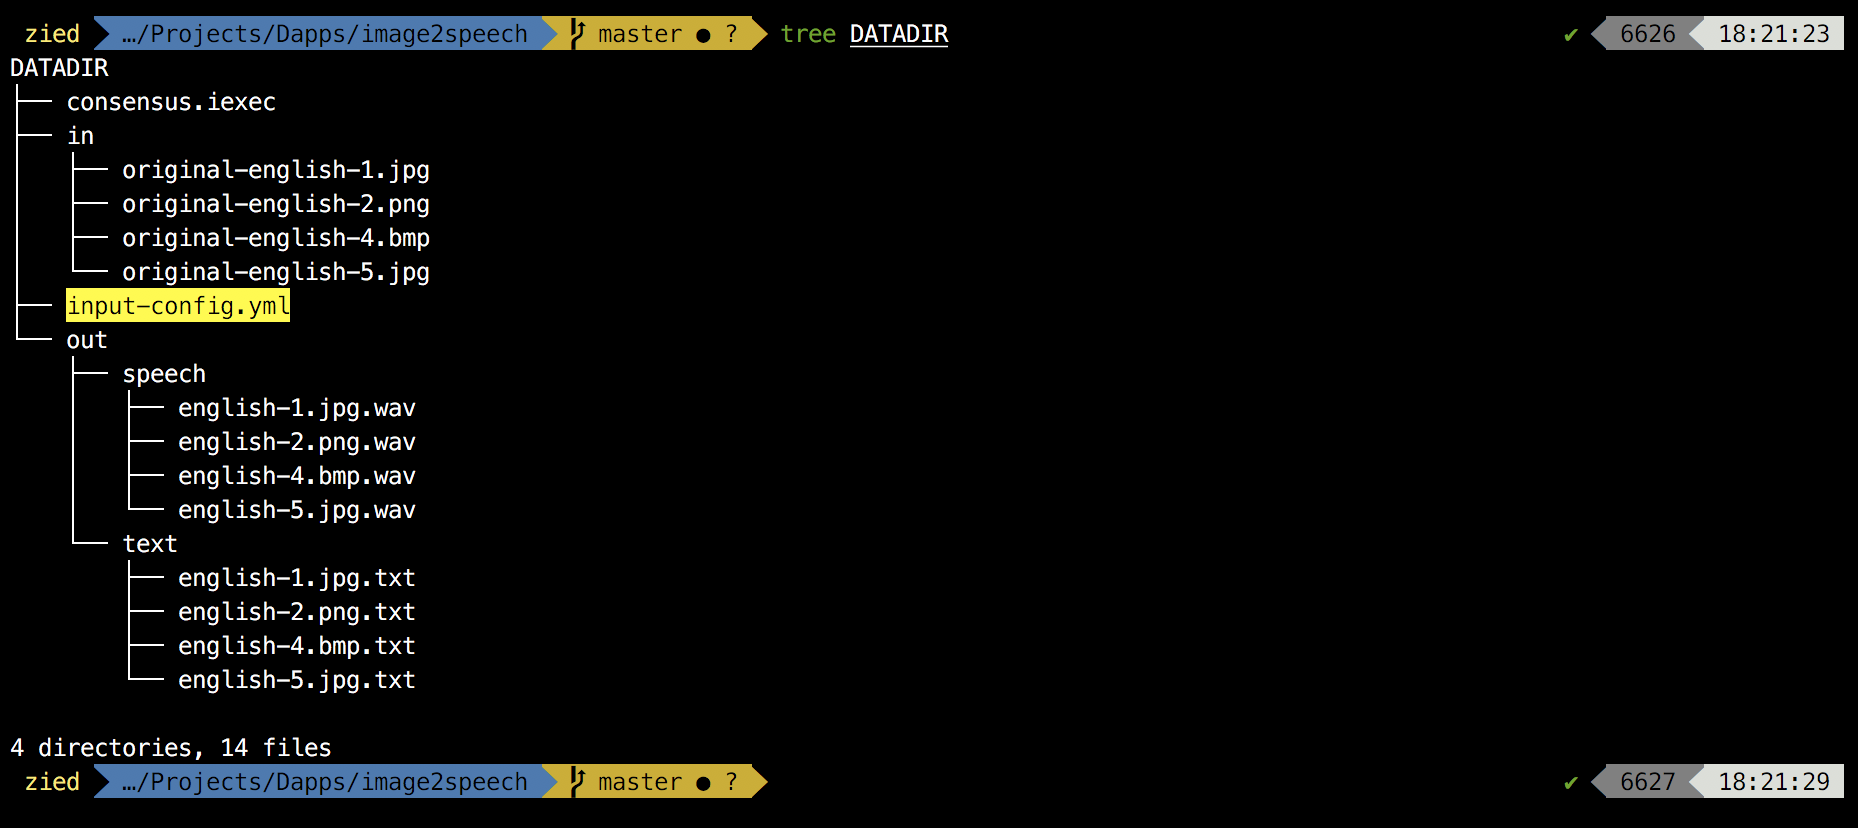 zied …/Projects/Dapps/image2speech master ● ? tree DATADIR ✔ 6626 18:21:23
DATADIR
├── consensus.iexec
├── in
│   ├── original-english-1.jpg
│   ├── original-english-2.png
│   ├── original-english-4.bmp
│   └── original-english-5.jpg
├── input-config.yml
└── out
    ├── speech
    │   ├── english-1.jpg.wav
    │   ├── english-2.png.wav
    │   ├── english-4.bmp.wav
    │   └── english-5.jpg.wav
    └── text
        ├── english-1.jpg.txt
        ├── english-2.png.txt
        ├── english-4.bmp.txt
        └── english-5.jpg.txt
4 directories, 14 files
zied …/Projects/Dapps/image2speech master ● ? ✔ 6627 18:21:29